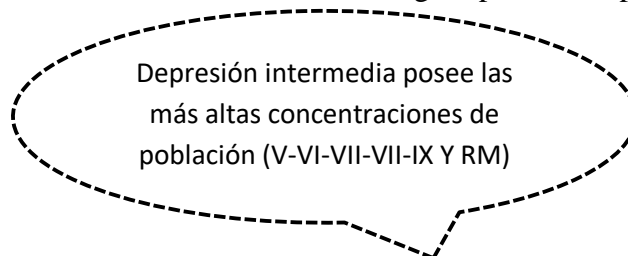 Depresión intermedia posee las
más altas concentraciones de
población (V-VI-VII-VII-IX Y RM)